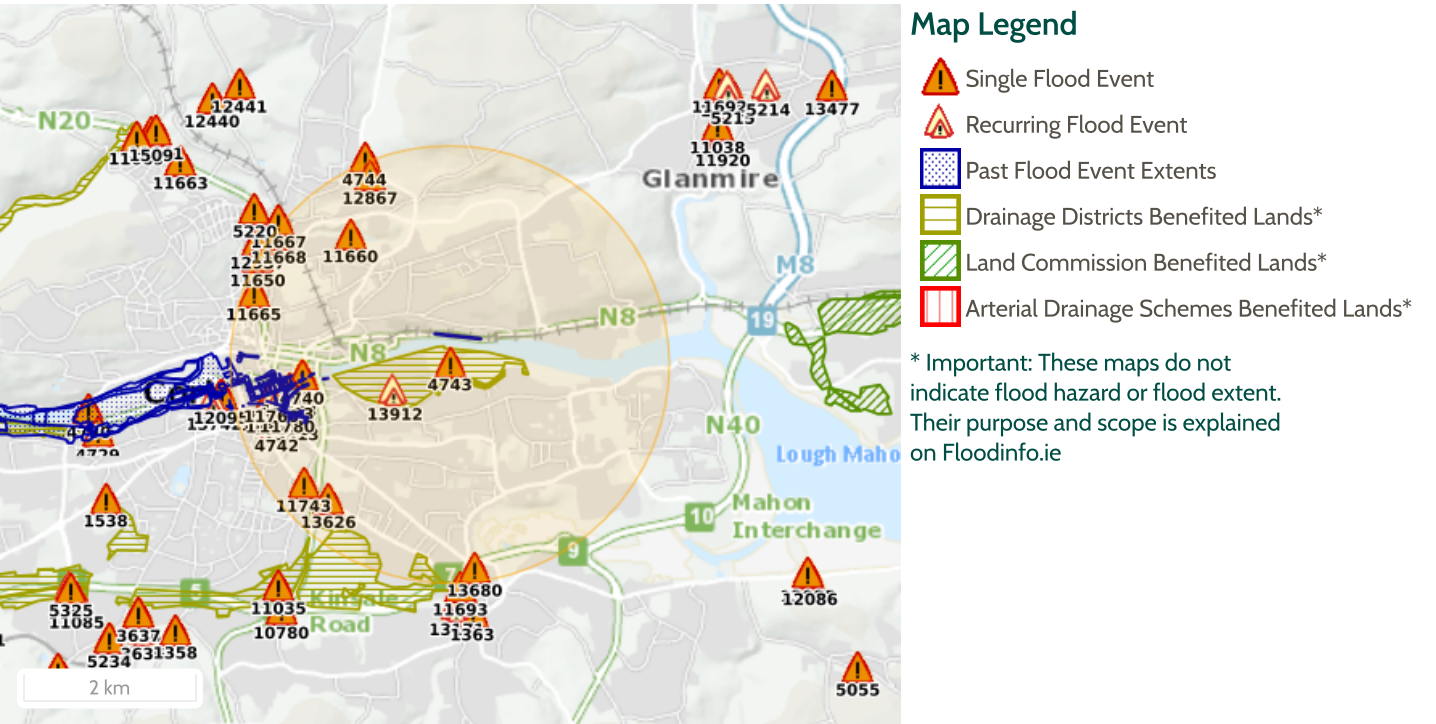 Map Legend
Single Flood Event
Recurring Flood Event
Past Flood Event Extents
Drainage Districts Benefited Lands*
Land Commission Benefited Lands*
Arterial Drainage Schemes Benefited Lands*
* Important: These maps do not
indicate flood hazard or flood extent.
Their purpose and scope is explained
on Floodinfo.ie
12441
12440
N20
15091
11663
4744
12867
5220
11667
11668
11660
11650
11665
5214
13477
11038
11920
Glanmire
M8
19
N8
N8
4743
13912
4742
N40
Lough Maho
11743
13626
1538
10
Mahon
Interchange
9
7
13680
11693
1363
12086
5325
11085
11035
Kinsale
Road
10780
3637
1358
5234
5055
2 km